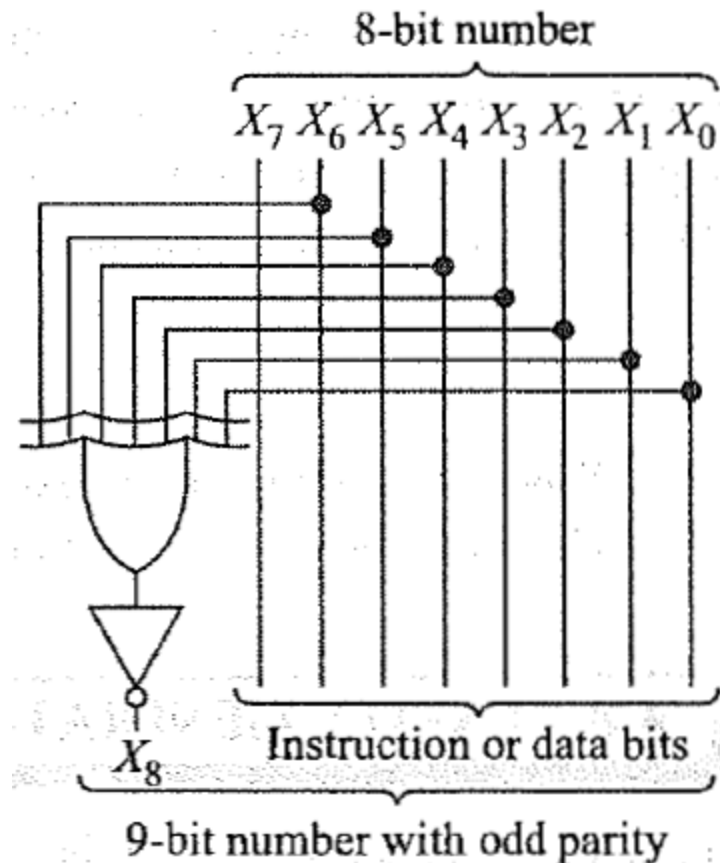 8-bit number
X₇ X₆ X₅ X₄ X₃ X₂ X₁ X₀
X₈
Instruction or data bits
9-bit number with odd parity